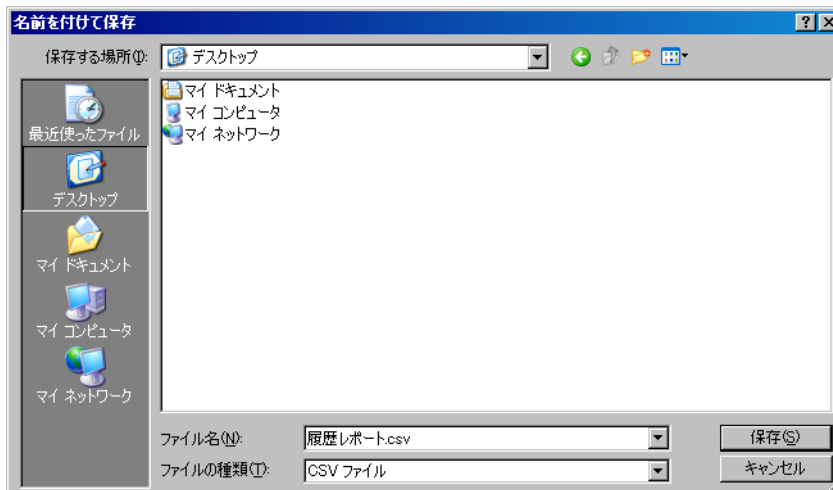 名前を付けて保存
保存する場所(I): デスクトップ
最近使ったファイル
デスクトップ
マイ ドキュメント
マイ コンピュータ
マイ ネットワーク
マイ ドキュメント
マイ コンピュータ
マイ ネットワーク
ファイル名(N): 履歴レポート.csv 保存(S)
ファイルの種類(T): CSV ファイル キャンセル